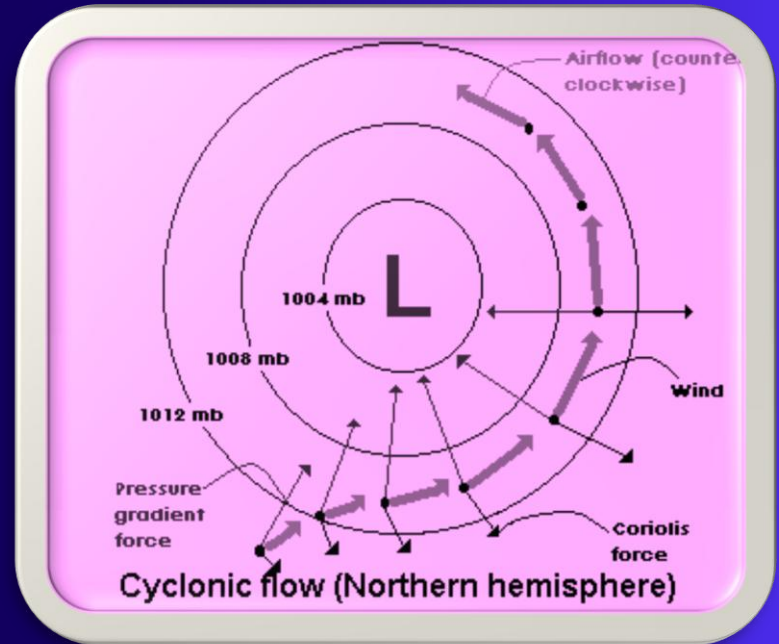 Airflow (counte
clockwise)
L
1004 mb
1008 mb
Wind
1012 mb
Pressure
gradient
force
Coriolis
force
Cyclonic flow (Northern hemisphere)